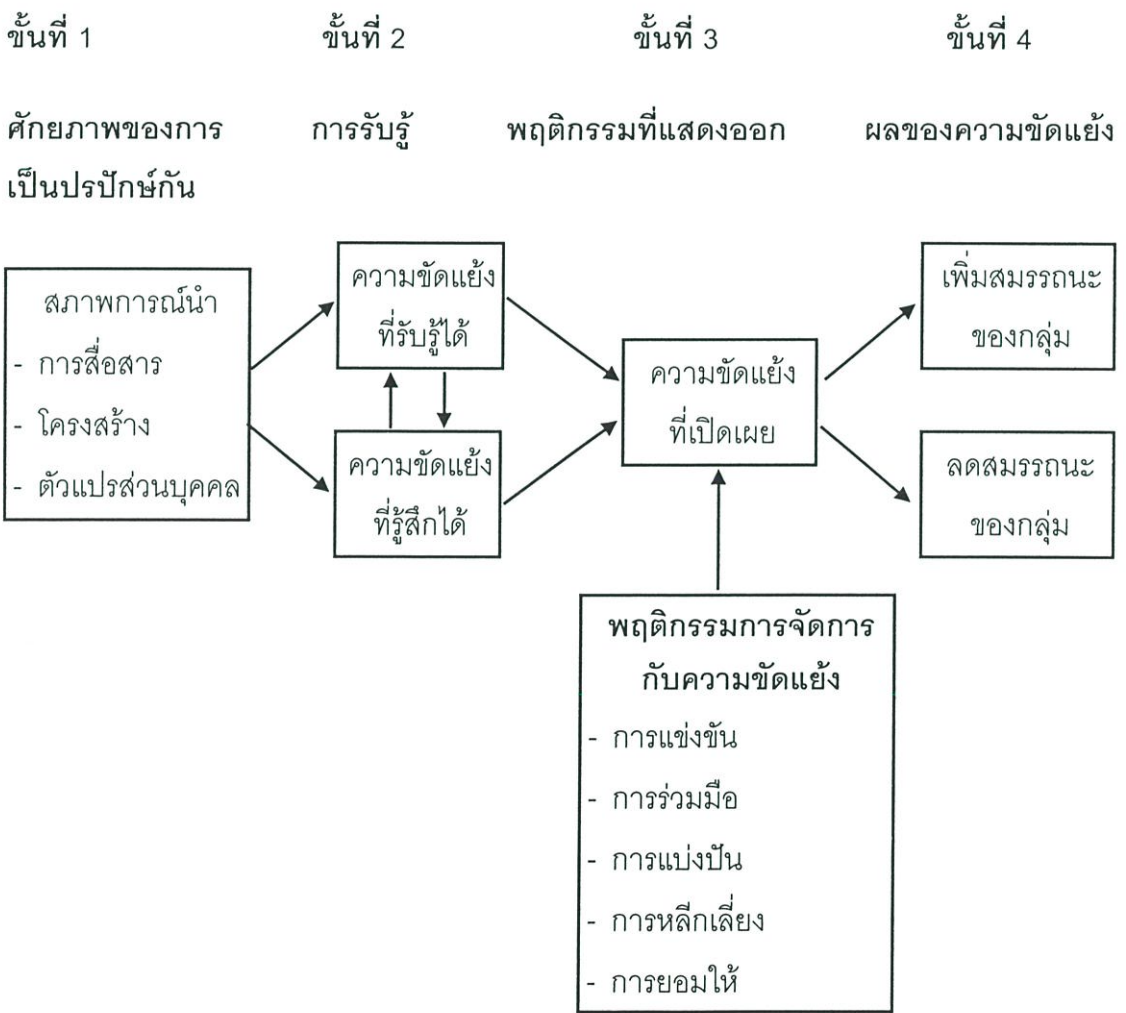 ขั้นที่ 1
ขั้นที่ 2
ขั้นที่ 3
ขั้นที่ 4
ศักยภาพของการ
เป็นปรปักษ์กัน
การรับรู้
พฤติกรรมที่แสดงออก
ผลของความขัดแย้ง
สภาพการณ์นำ
- การสื่อสาร
- โครงสร้าง
- ตัวแปรส่วนบุคคล
ความขัดแย้ง
ที่รับรู้ได้
ความขัดแย้ง
ที่รู้สึกได้
ความขัดแย้ง
ที่เปิดเผย
เพิ่มสมรรถนะ
ของกลุ่ม
ลดสมรรถนะ
ของกลุ่ม
พฤติกรรมการจัดการ
กับความขัดแย้ง
- การแข่งขัน
- การร่วมมือ
- การแบ่งปัน
- การหลีกเลี่ยง
- การยอมให้